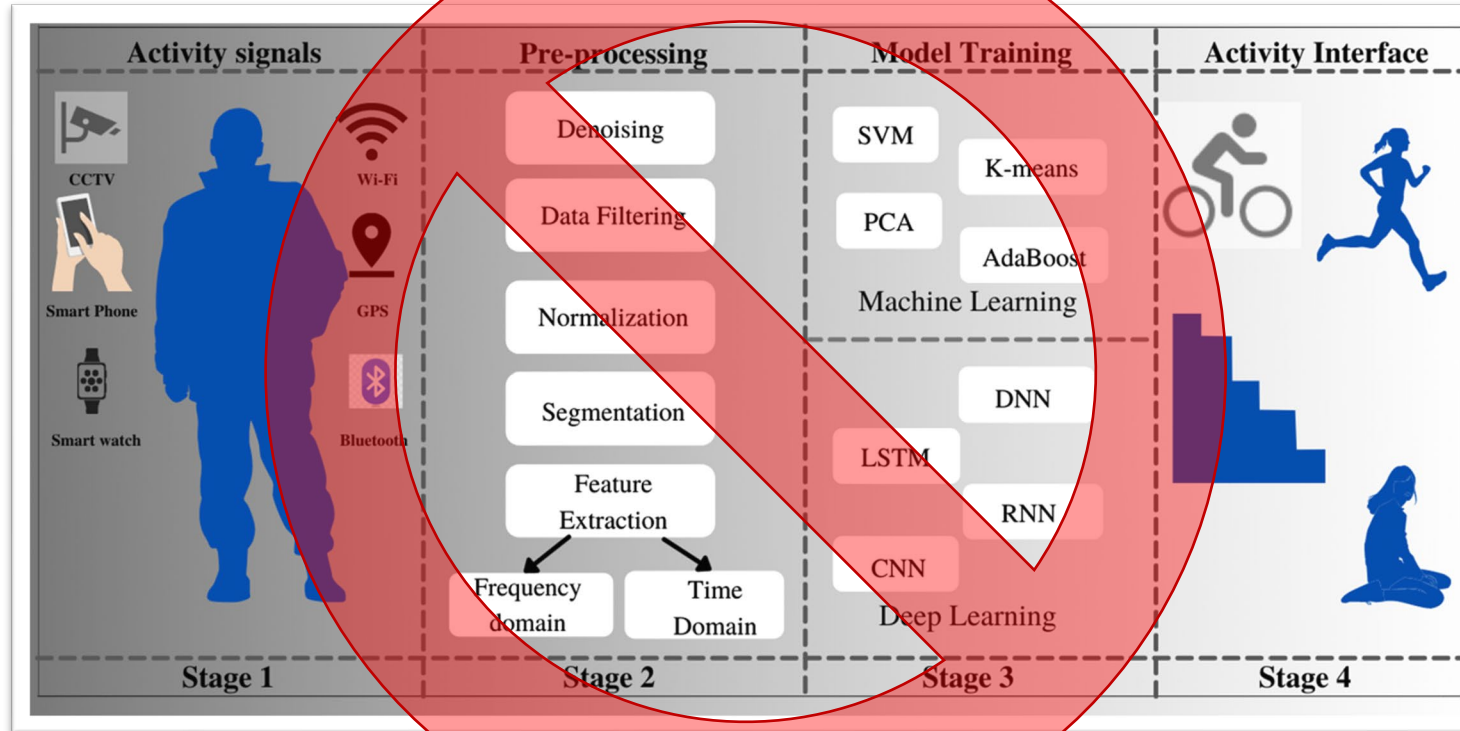 Activity signals
Pre-processing
Model Training
Activity Interface
CCTV
Wi-Fi
Smart Phone
GPS
Smart watch
Bluetooth
Denoising
Data Filtering
Normalization
Segmentation
Feature
Extraction
Frequency
domain
Time
Domain
SVM
K-means
PCA
AdaBoost
Machine Learning
DNN
LSTM
RNN
CNN
Deep Learning
Stage 1
Stage 2
Stage 3
Stage 4